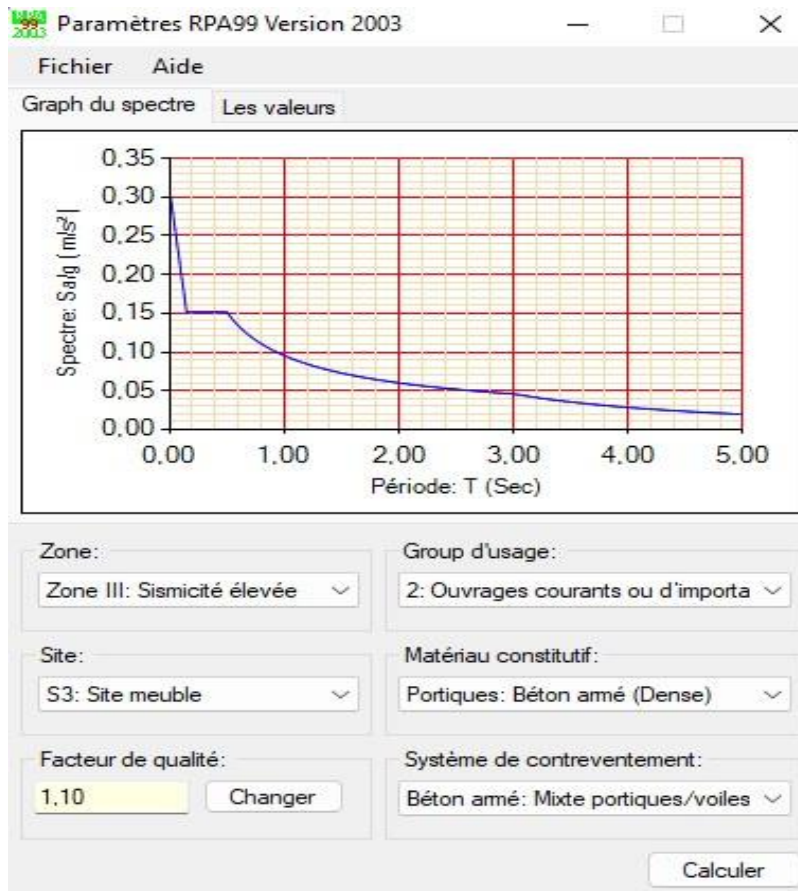 RPA 99 2003 Paramètres RPA99 Version 2003
Fichier Aide
Graph du spectre Les valeurs
Spectre: Sa/g [m/s²]
0,35
0,30
0,25
0,20
0,15
0,10
0,05
0,00
0,00 1,00 2,00 3,00 4,00 5,00
Période: T (Sec)
Zone: Group d'usage:
Zone III: Sismicité élevée 2: Ouvrages courants ou d'importa
Site: Matériau constitutif:
S3: Site meuble Portiques: Béton armé (Dense)
Facteur de qualité: Système de contreventement:
1,10 Changer Béton armé: Mixte portiques/voiles
Calculer